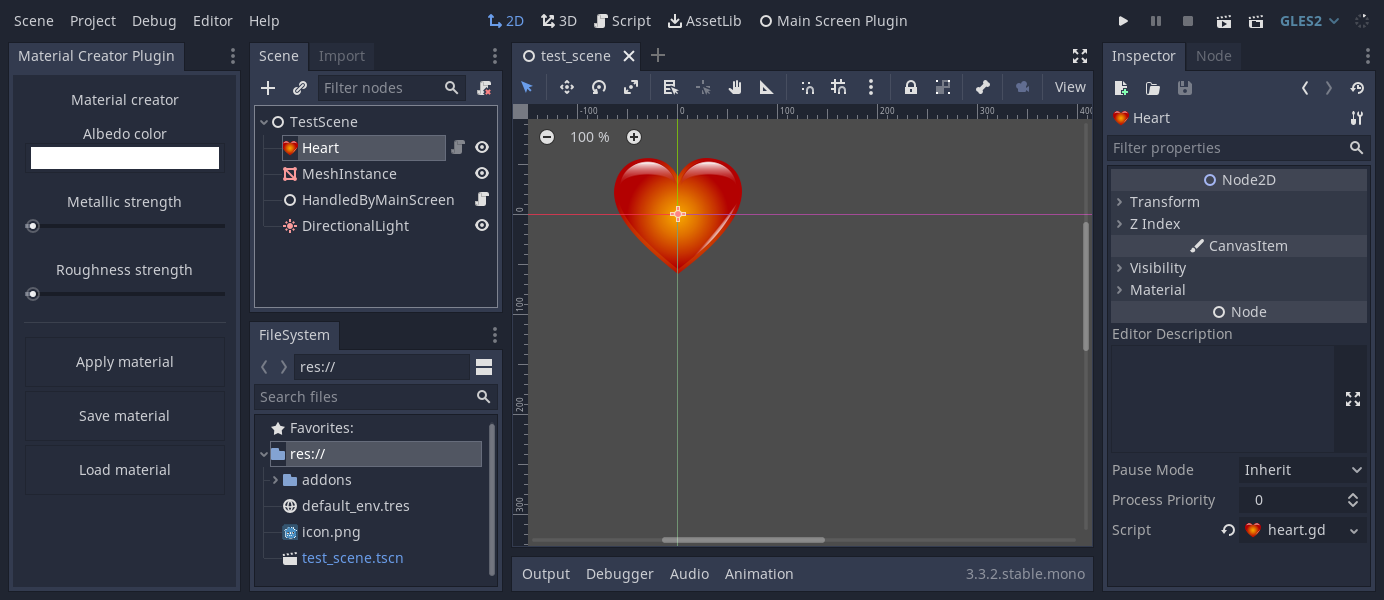 Scene Project Debug Editor Help 2D 3D Script AssetLib Main Screen Plugin GLES2
Material Creator Plugin
Material creator
Albedo color
Metallic strength
Roughness strength
Apply material
Save material
Load material
Scene Import
Filter nodes
TestScene
Heart
MeshInstance
HandledByMainScreen
DirectionalLight
FileSystem
res://
Search files
Favorites:
res://
addons
default_env.tres
icon.png
test_scene.tscn
test_scene
View
-100 0 100 200 300 400
100 %
0
100
200
300
Output Debugger Audio Animation 3.3.2.stable.mono
Inspector Node
Heart
Filter properties
Node2D
Transform
Z Index
CanvasItem
Visibility
Material
Node
Editor Description
Pause Mode Inherit
Process Priority 0
Script heart.gd